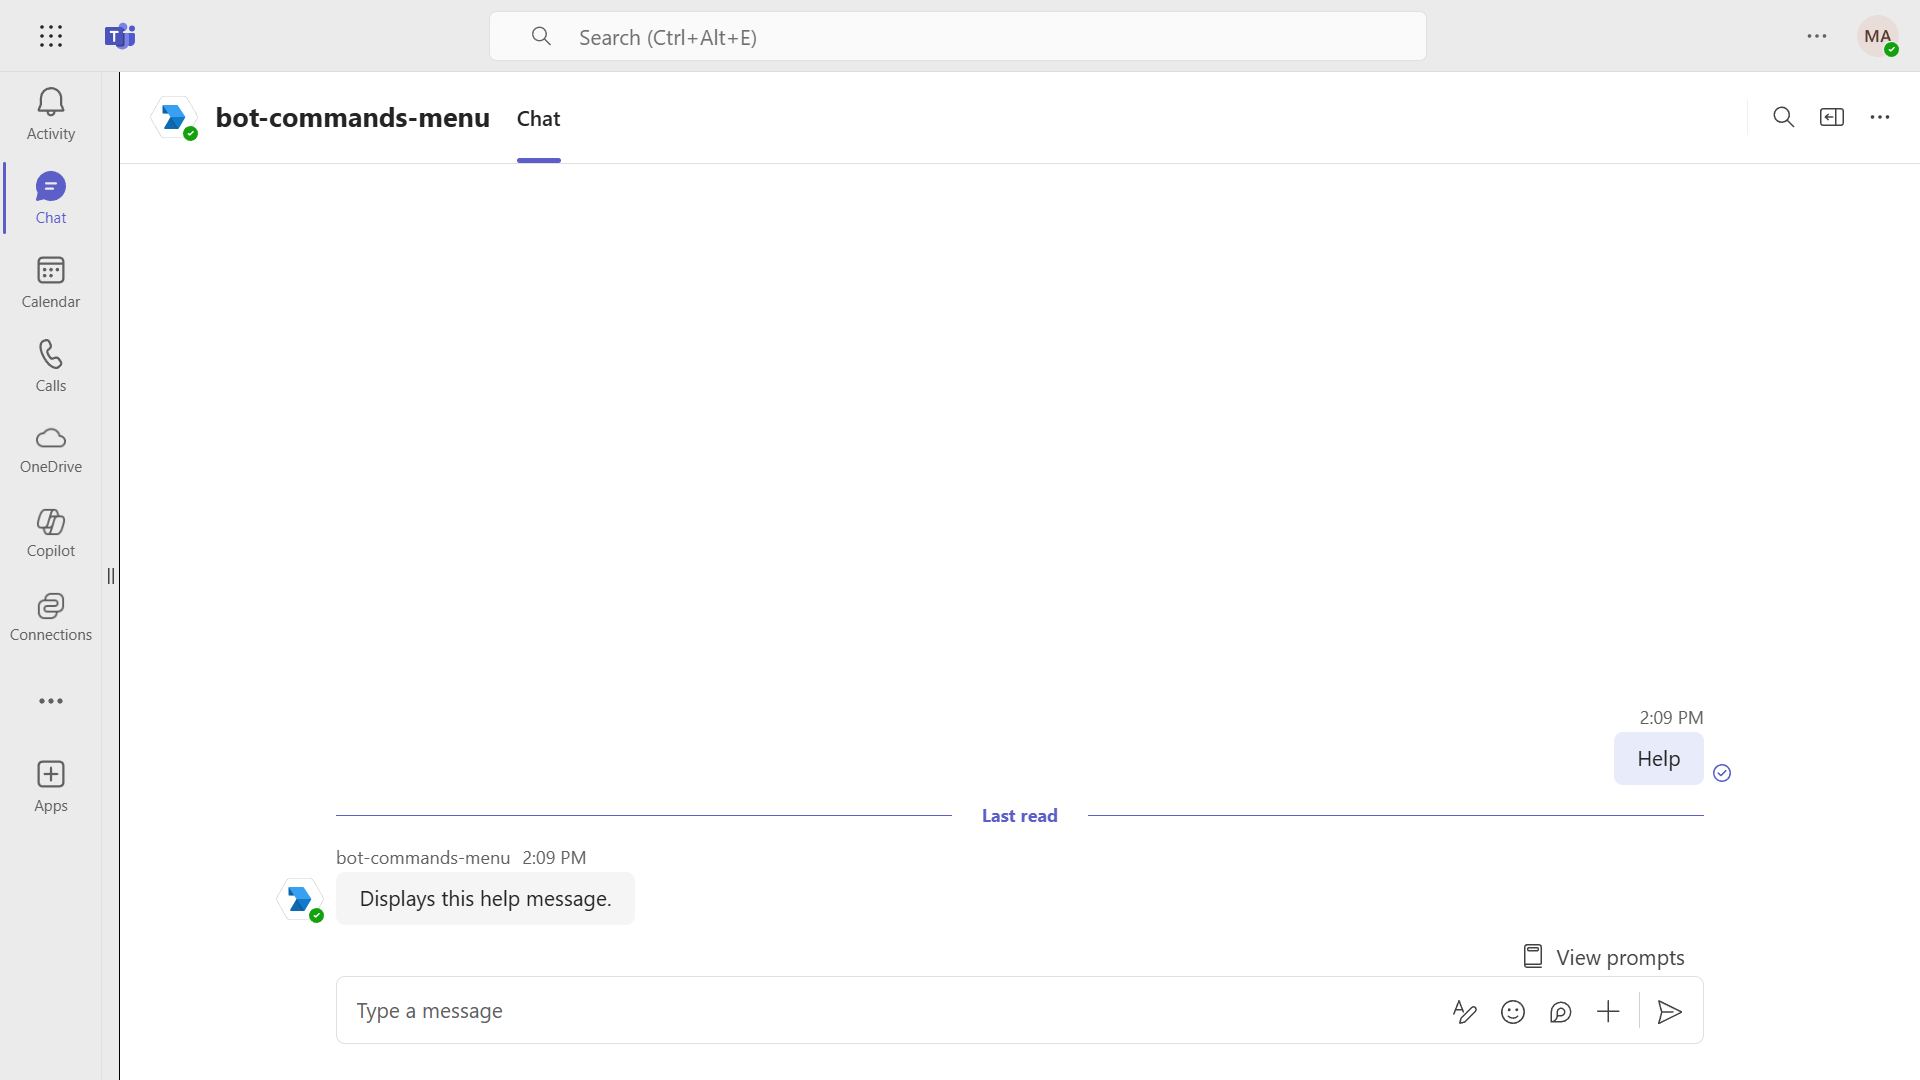 Search (Ctrl+Alt+E)
MA
Activity
Chat
Calendar
Calls
OneDrive
Copilot
Connections
Apps
bot-commands-menu
Chat
2:09 PM
Help
Last read
bot-commands-menu 2:09 PM
Displays this help message.
View prompts
Type a message